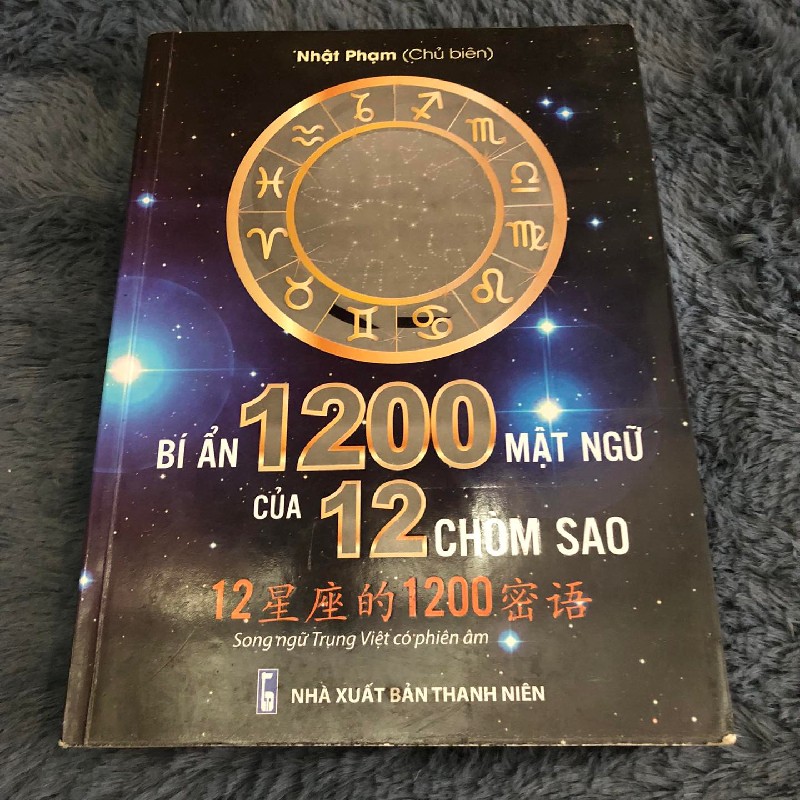 Nhật Phạm (Chủ biên)
BÍ ẨN 1200 MẬT NGỮ
CỦA 12 CHÒM SAO
12星座的1200密语
Song ngữ Trung Việt có phiên âm
NHÀ XUẤT BẢN THANH NIÊN